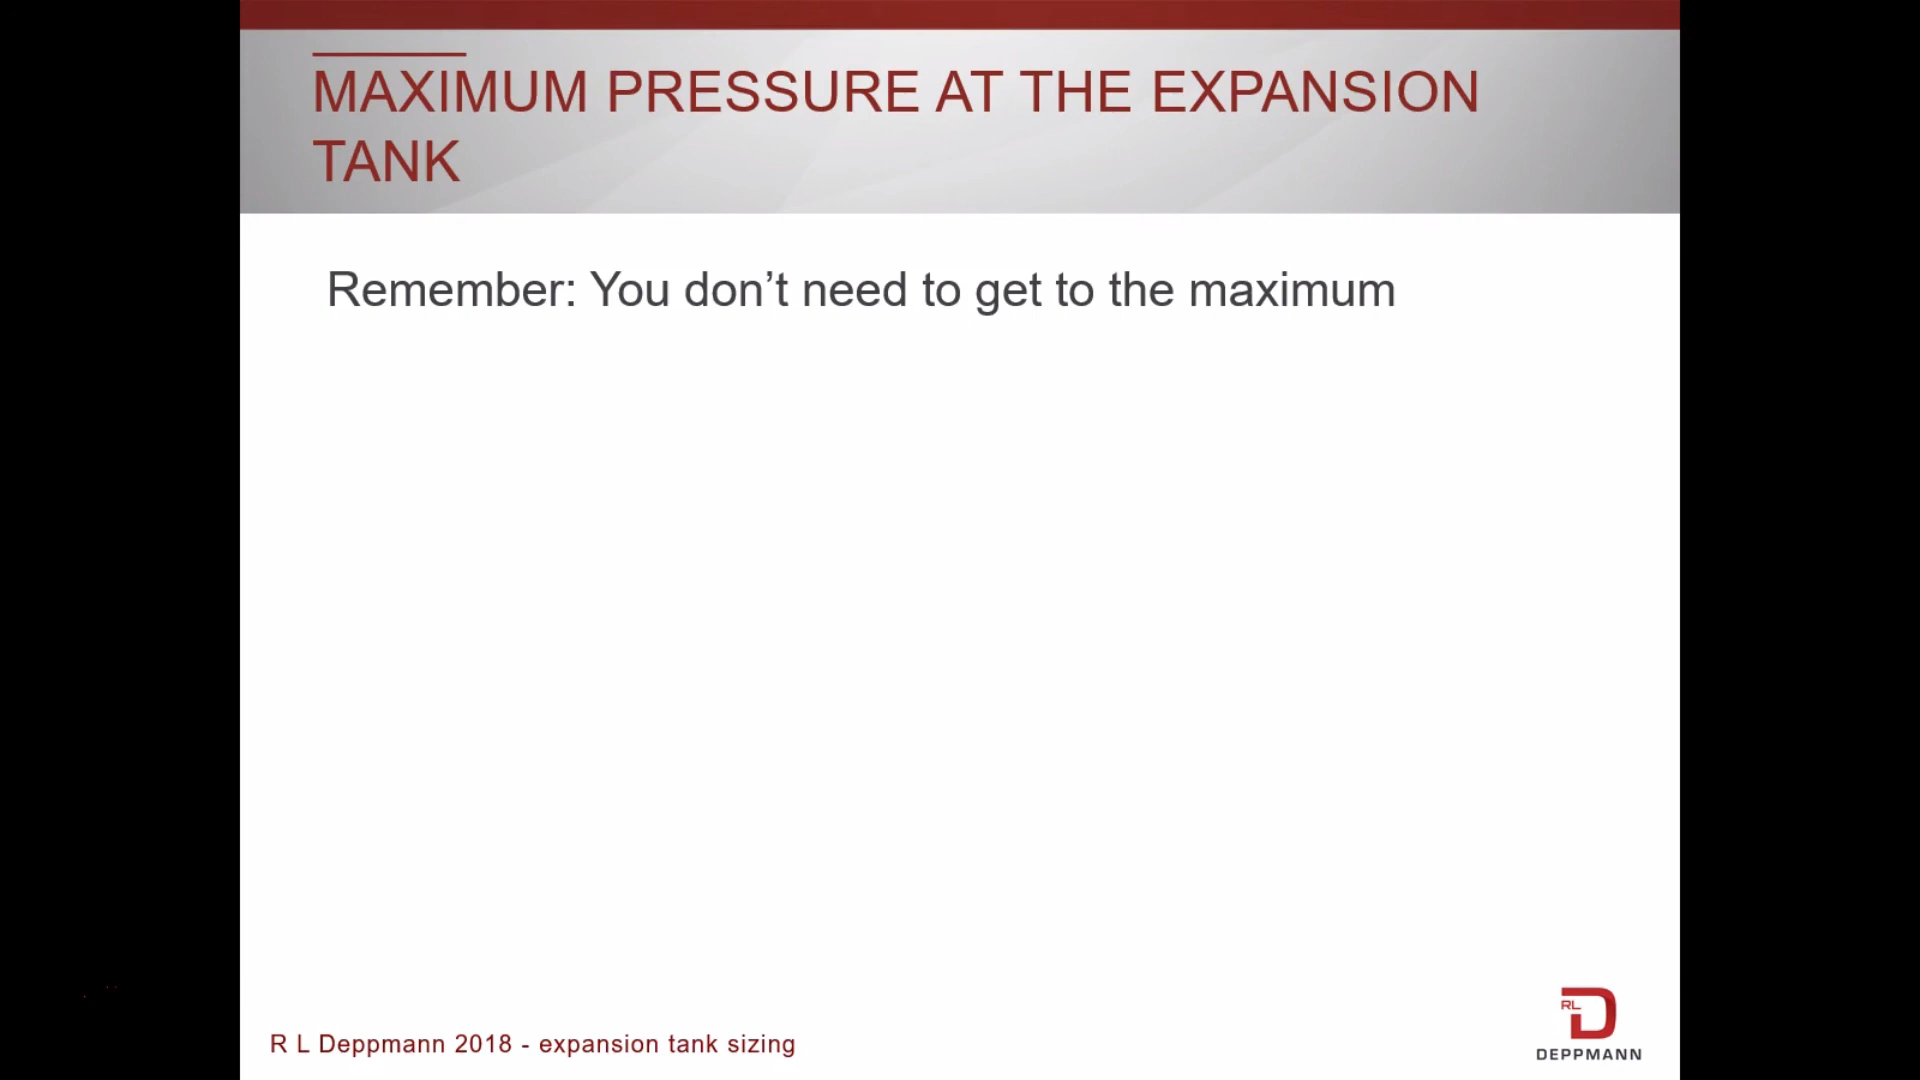 MAXIMUM PRESSURE AT THE EXPANSION
TANK
Remember: You don’t need to get to the maximum
R L Deppmann 2018 - expansion tank sizing
RL
D
DEPPMANN